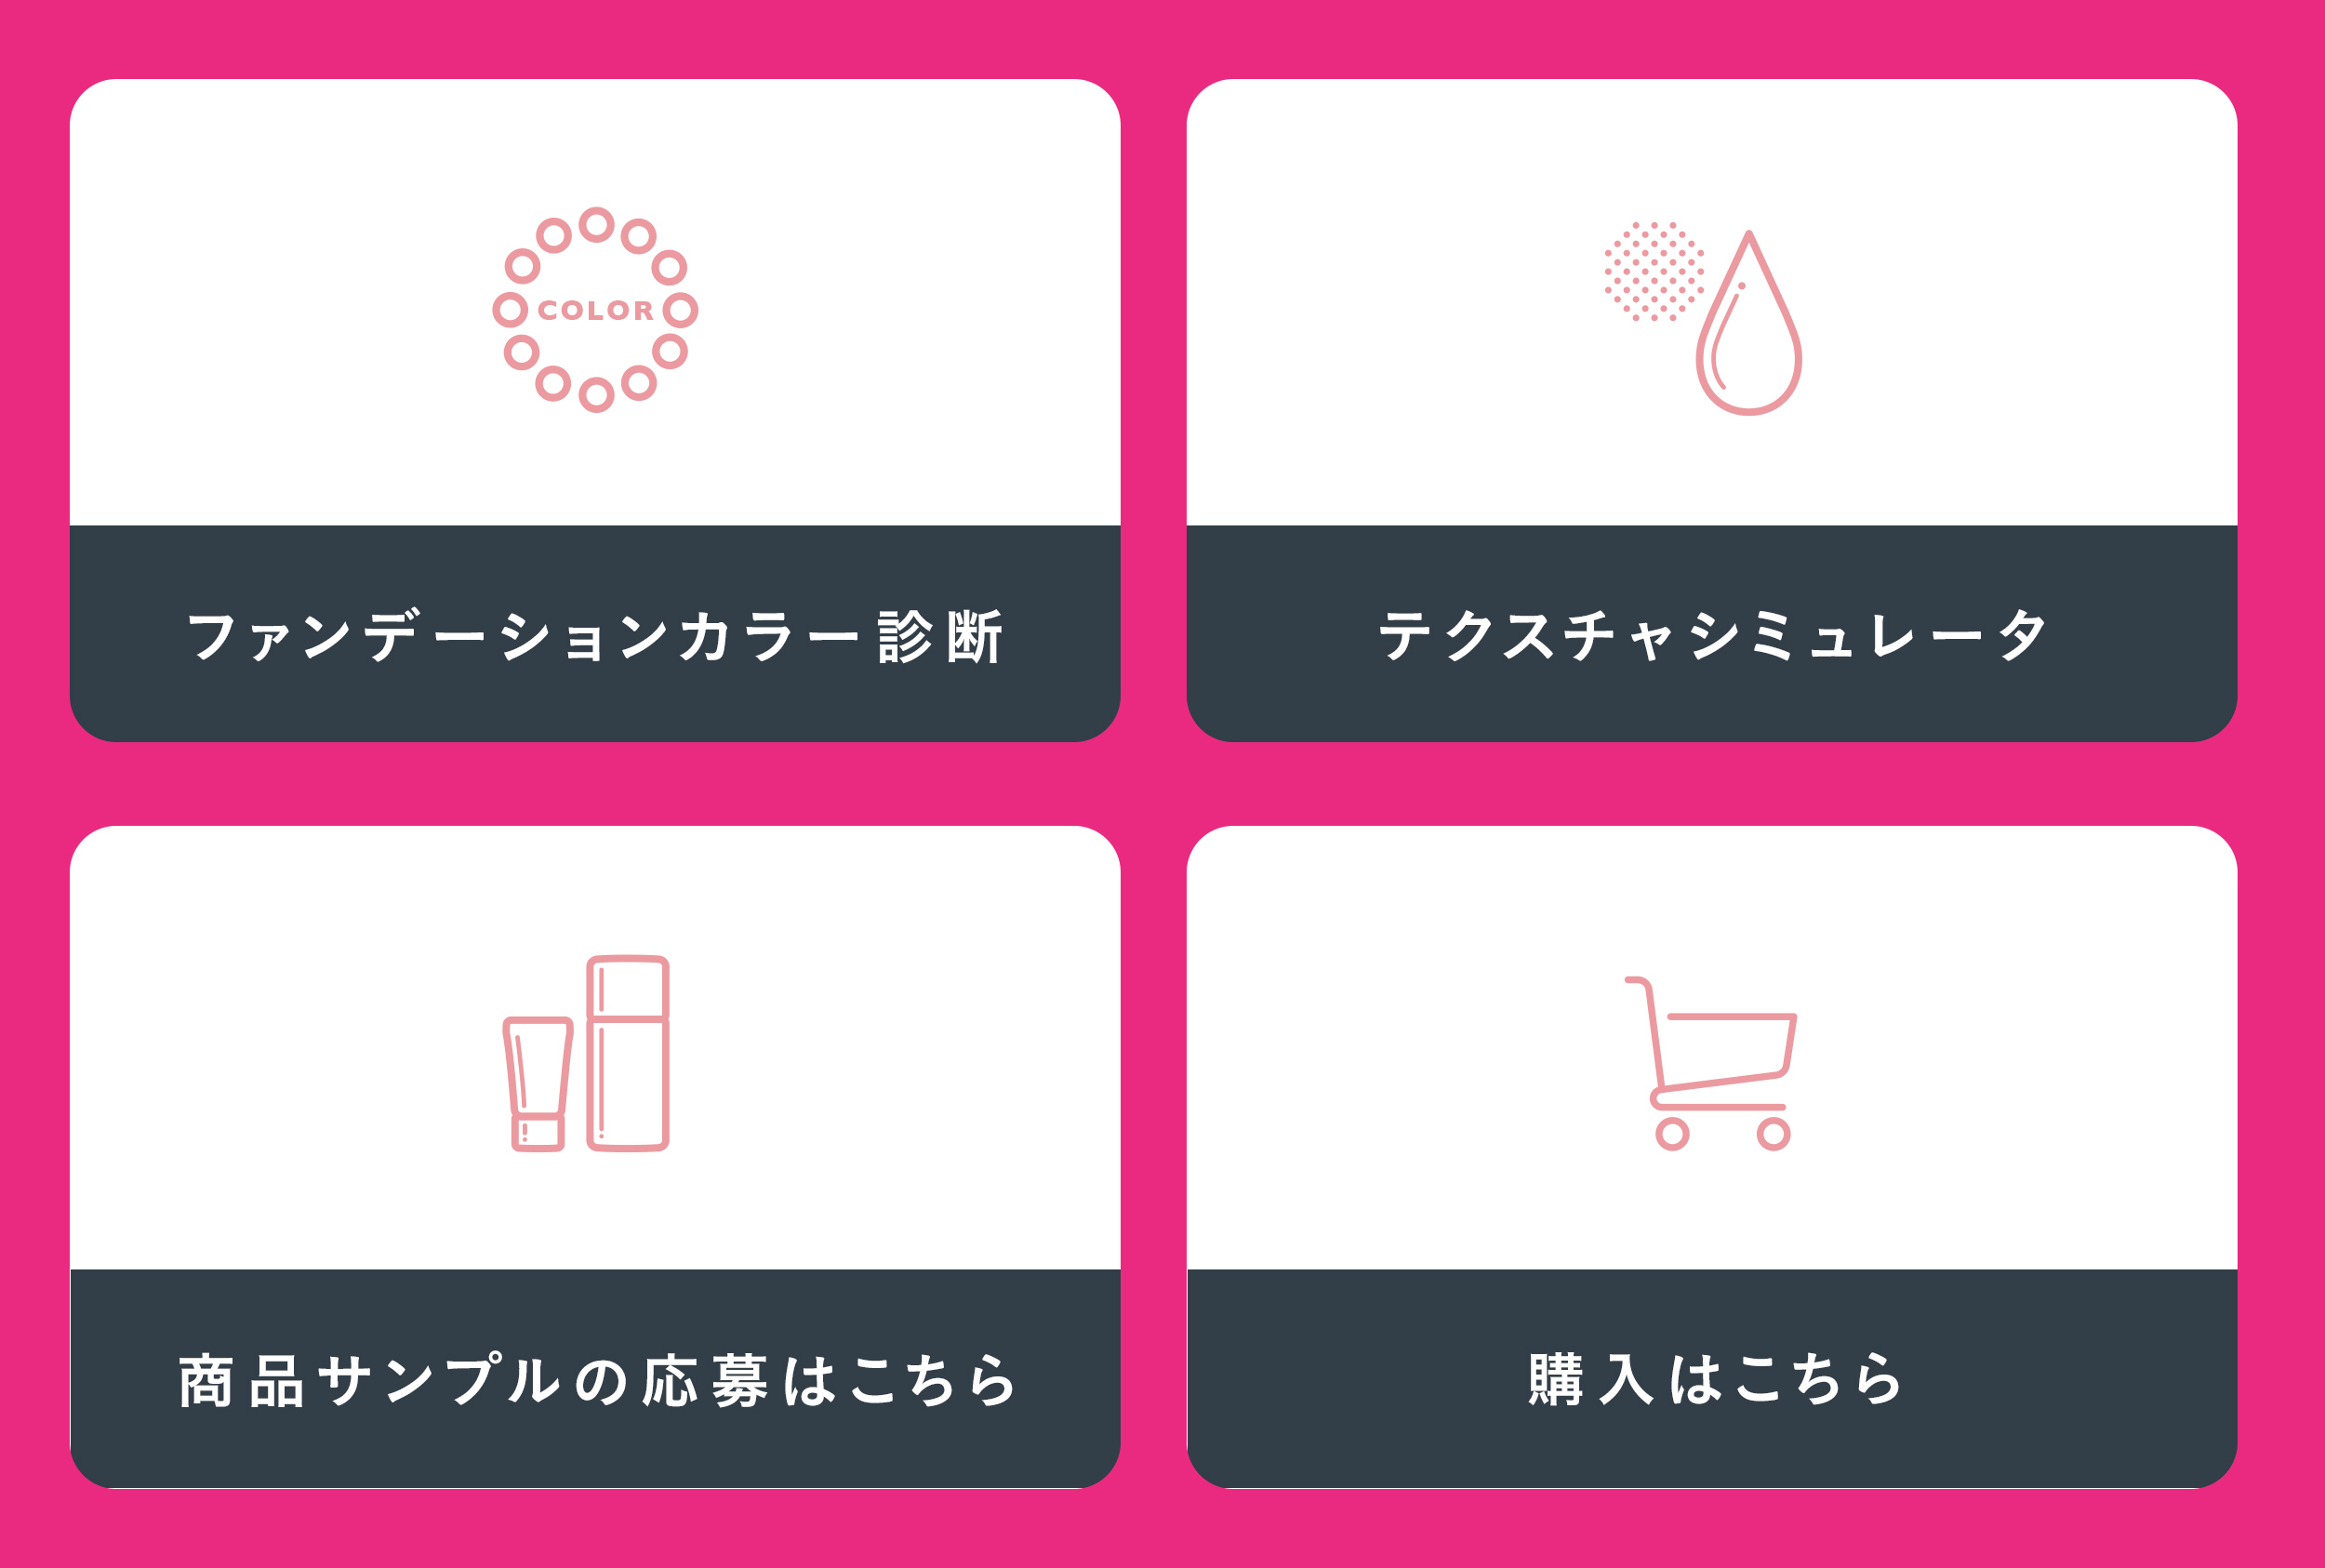 COLOR
ファンデーションカラー診断
テクスチャシミュレータ
商品サンプルの応募はこちら
購入はこちら